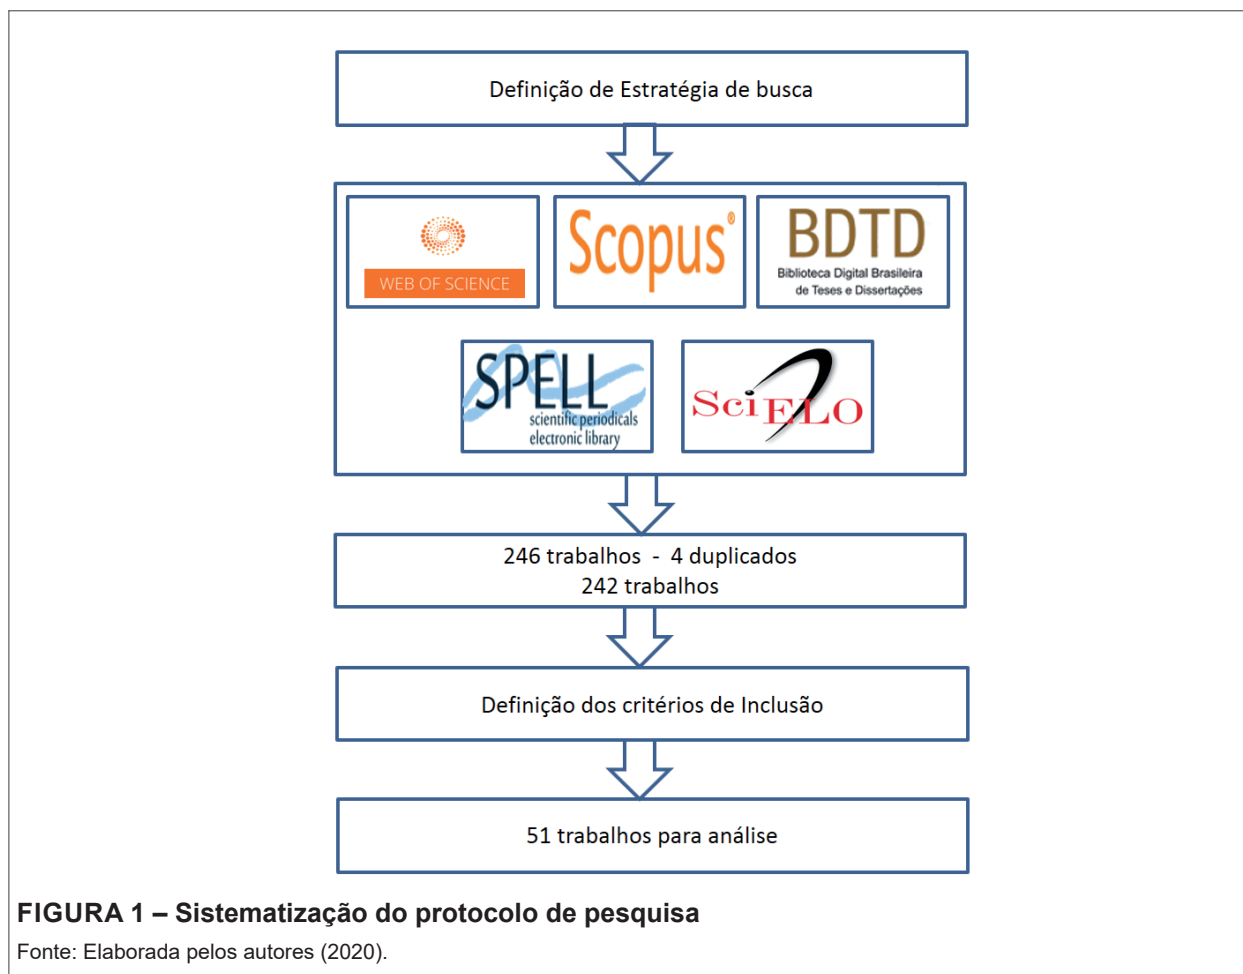 Definição de Estratégia de busca
WEB OF SCIENCE
Scopus®
BDTD
Biblioteca Digital Brasileira
de Teses e Dissertações
SPELL
scientific periodicals
electronic library
SciELO
246 trabalhos - 4 duplicados
242 trabalhos
Definição dos critérios de Inclusão
51 trabalhos para análise
FIGURA 1 – Sistematização do protocolo de pesquisa
Fonte: Elaborada pelos autores (2020).